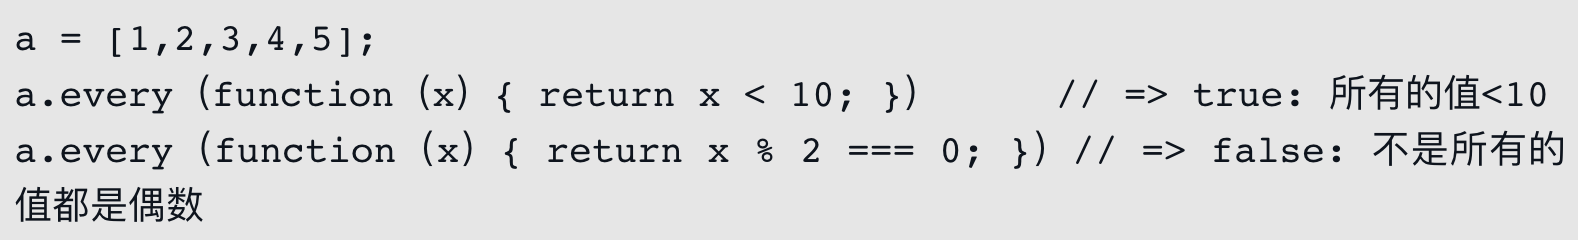 a = [1,2,3,4,5];
a.every（function（x）{ return x < 10; }）     // => true: 所有的值<10
a.every（function（x）{ return x % 2 === 0; }）// => false: 不是所有的
值都是偶数